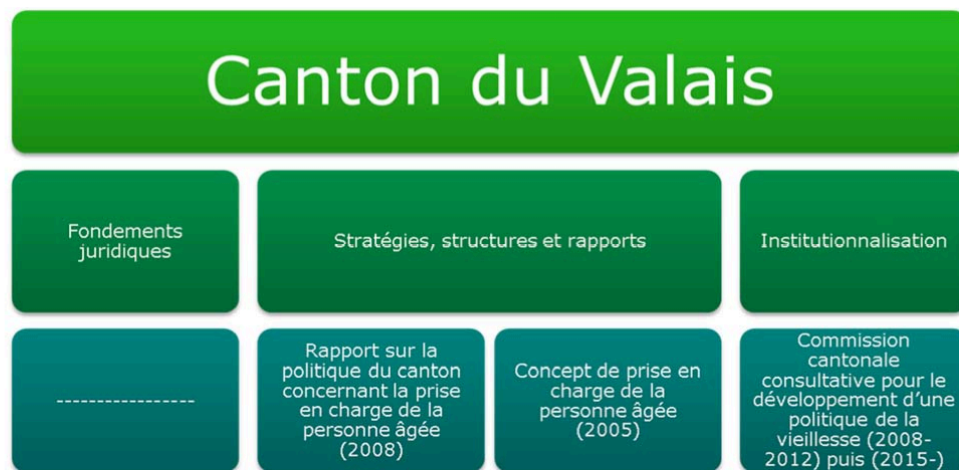 Canton du Valais
Fondements
juridiques
Stratégies, structures et rapports
Institutionnalisation
-----------------
Rapport sur la
politique du canton
concernant la prise
en charge de la
personne âgée
(2008)
Concept de prise en
charge de la
personne âgée
(2005)
Commission
cantonale
consultative pour le
développement d'une
politique de la
vieillesse (2008-
2012) puis (2015-)